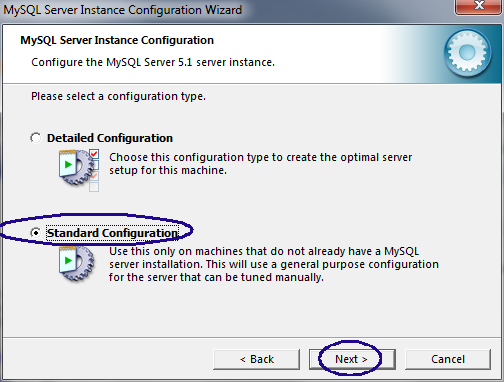 MySQL Server Instance Configuration Wizard
MySQL Server Instance Configuration
Configure the MySQL Server 5.1 server instance.
Please select a configuration type.
Detailed Configuration
Choose this configuration type to create the optimal server
setup for this machine.
Standard Configuration
Use this only on machines that do not already have a MySQL
server installation. This will use a general purpose configuration
for the server that can be tuned manually.
< Back
Next >
Cancel